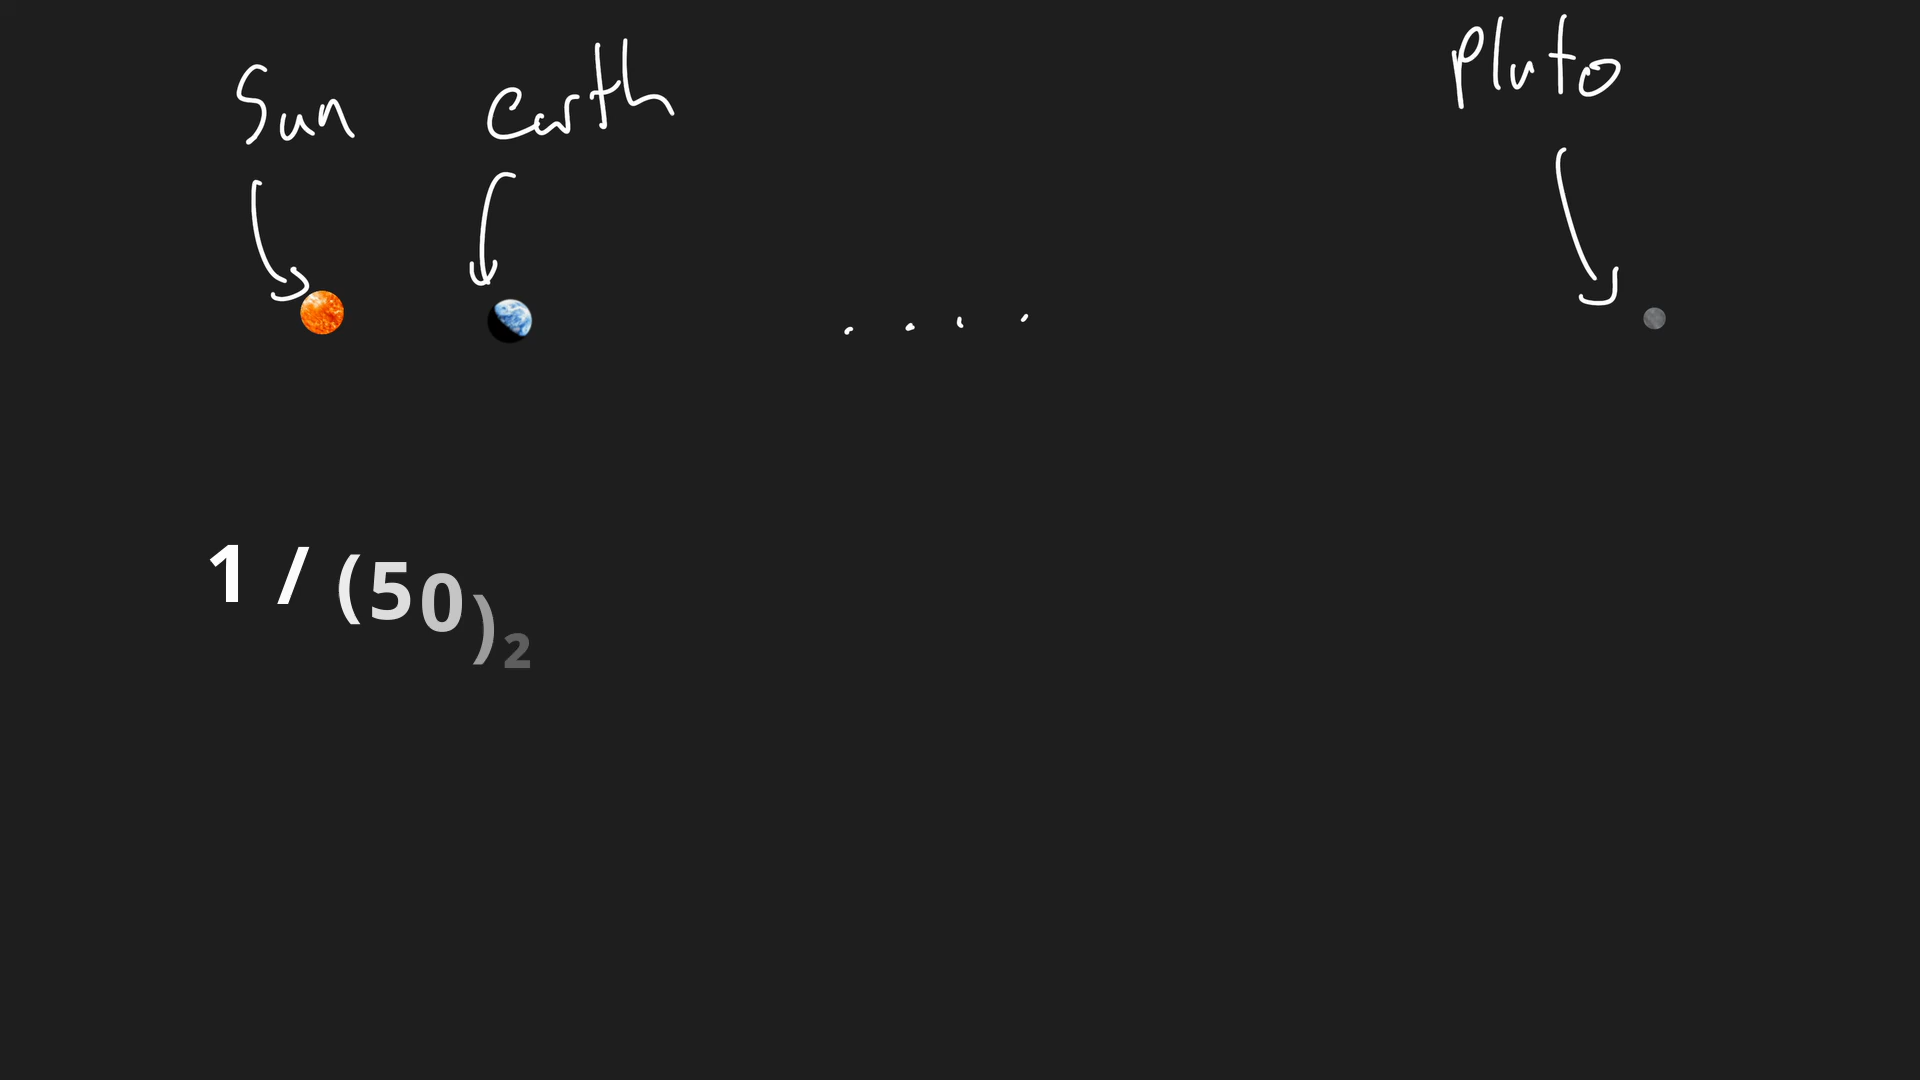 Sun earth Pluto
. . . .
1 / (50)2